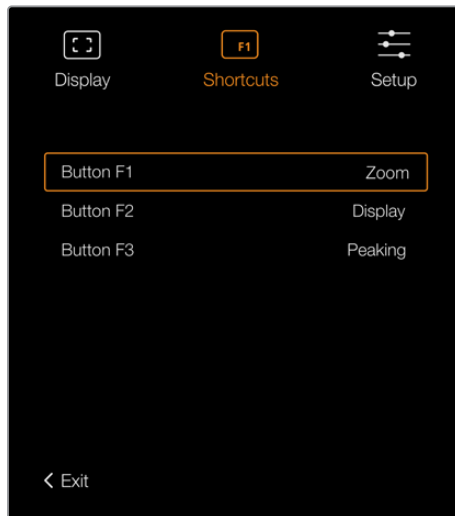 F1
Display Shortcuts Setup
Button F1 Zoom
Button F2 Display
Button F3 Peaking
Exit